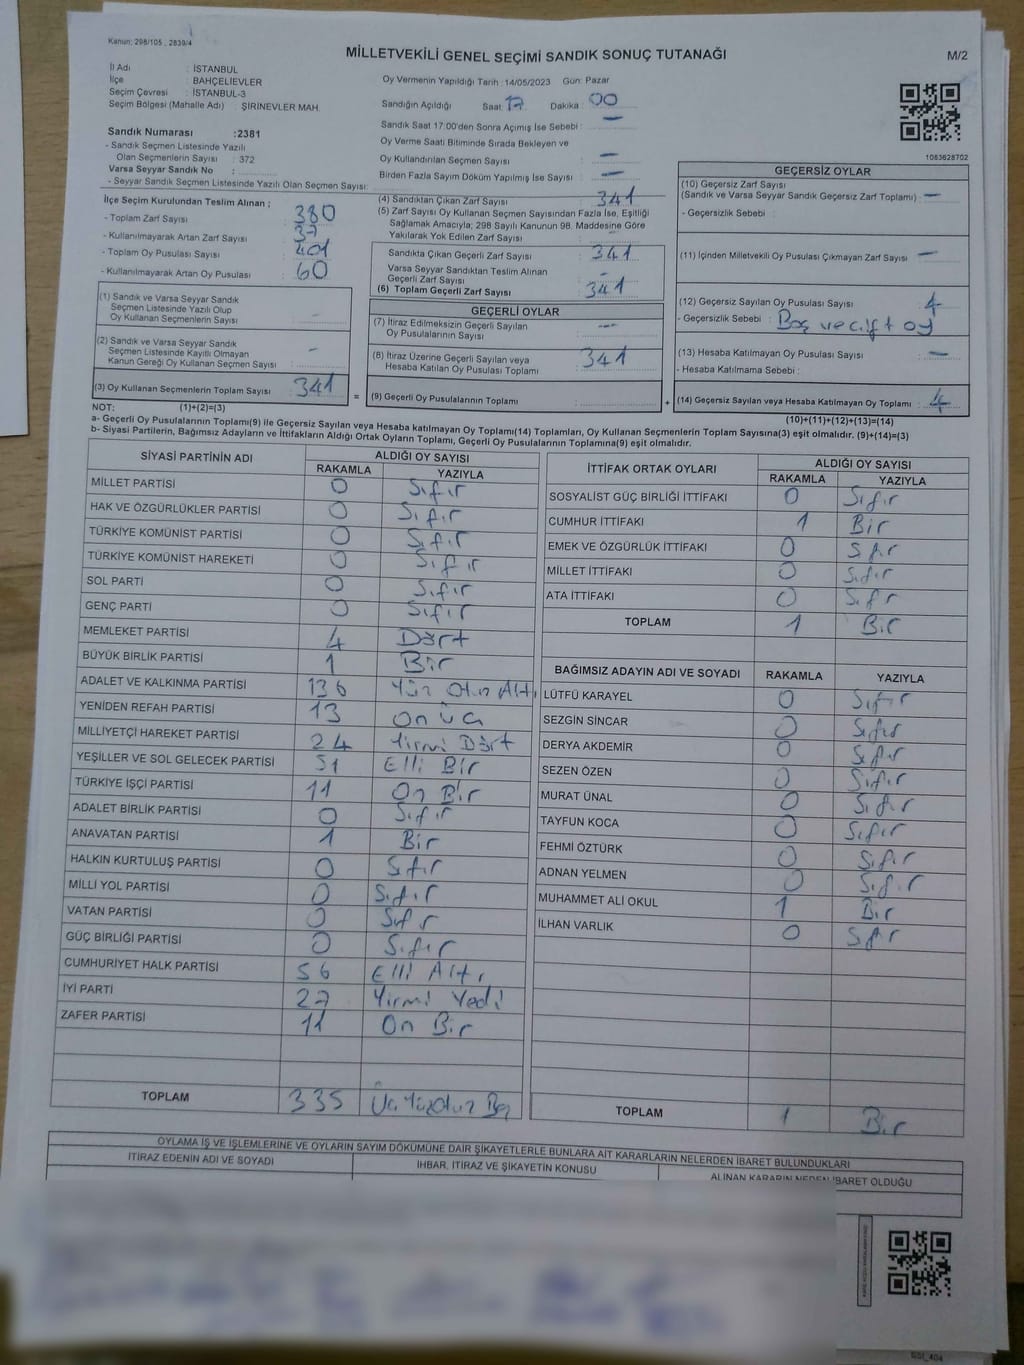 Kanun: 298/105 , 2839/4
MİLLETVEKİLİ GENEL SEÇİMİ SANDIK SONUÇ TUTANAĞI
M/2
İl Adı : İSTANBUL
İlçe : BAHÇELİEVLER
Seçim Çevresi : İSTANBUL-3
Seçim Bölgesi (Mahalle Adı) : ŞİRİNEVLER MAH.
Sandık Numarası :2381
- Sandık Seçmen Listesinde Yazılı
Olan Seçmenlerin Sayısı : 372
Varsa Seyyar Sandık No :
- Seyyar Sandık Seçmen Listesinde Yazılı Olan Seçmen Sayısı:
Oy Vermenin Yapıldığı Tarih : 14/05/2023 Gün: Pazar
Sandığın Açıldığı Saat 17 Dakika : 00
Sandık Saat 17:00'den Sonra Açımış İse Sebebi : —
Oy Verme Saati Bitiminde Sırada Bekleyen ve
Oy Kullandırılan Seçmen Sayısı : —
Birden Fazla Sayım Döküm Yapılmış İse Sayısı : —
1083628702
İlçe Seçim Kurulundan Teslim Alınan ;
- Toplam Zarf Sayısı : 380
- Kullanılmayarak Artan Zarf Sayısı : 37
- Toplam Oy Pusulası Sayısı : 401
- Kullanılmayarak Artan Oy Pusulası : 60
(4) Sandıktan Çıkan Zarf Sayısı : 341
(5) Zarf Sayısı Oy Kullanan Seçmen Sayısından Fazla İse, Eşitliği
Sağlamak Amacıyla; 298 Sayılı Kanunun 98. Maddesine Göre
Yakılarak Yok Edilen Zarf Sayısı : —
Sandıkta Çıkan Geçerli Zarf Sayısı : 341
Varsa Seyyar Sandıktan Teslim Alınan
Geçerli Zarf Sayısı : —
(6) Toplam Geçerli Zarf Sayısı : 341
GEÇERSİZ OYLAR
(10) Geçersiz Zarf Sayısı
(Sandık ve Varsa Seyyar Sandık Geçersiz Zarf Toplamı) : —
- Geçersizlik Sebebi :
(11) İçinden Milletvekili Oy Pusulası Çıkmayan Zarf Sayısı : —
(12) Geçersiz Sayılan Oy Pusulası Sayısı : 4
- Geçersizlik Sebebi : Boş ve çift oy
(13) Hesaba Katılmayan Oy Pusulası Sayısı : —
- Hesaba Katılmama Sebebi :
(14) Geçersiz Sayılan veya Hesaba Katılmayan Oy Toplamı : 4
(1) Sandık ve Varsa Seyyar Sandık
Seçmen Listesinde Yazılı Olup
Oy Kullanan Seçmenlerin Sayısı : —
(2) Sandık ve Varsa Seyyar Sandık
Seçmen Listesinde Kayıtlı Olmayan
Kanun Gereği Oy Kullanan Seçmen Sayısı : —
(3) Oy Kullanan Seçmenlerin Toplam Sayısı : 341
=
GEÇERLİ OYLAR
(7) İtiraz Edilmeksizin Geçerli Sayılan
Oy Pusulalarının Sayısı : —
(8) İtiraz Üzerine Geçerli Sayılan veya
Hesaba Katılan Oy Pusulası Toplamı : 341
(9) Geçerli Oy Pusulalarının Toplamı :
+
NOT: (1)+(2)=(3)
(10)+(11)+(12)+(13)=(14)
a- Geçerli Oy Pusulalarının Toplamı(9) ile Geçersiz Sayılan veya Hesaba katılmayan Oy Toplamı(14) Toplamları, Oy Kullanan Seçmenlerin Toplam Sayısına(3) eşit olmalıdır. (9)+(14)=(3)
b- Siyasi Partilerin, Bağımsız Adayların ve İttifakların Aldığı Ortak Oyların Toplamı, Geçerli Oy Pusulalarının Toplamına(9) eşit olmalıdır.
SİYASİ PARTİNİN ADI ALDIĞI OY SAYISI
RAKAMLA YAZIYLA
MİLLET PARTİSİ 0 Sıfır
HAK VE ÖZGÜRLÜKLER PARTİSİ 0 Sıfır
TÜRKİYE KOMÜNİST PARTİSİ 0 Sıfır
TÜRKİYE KOMÜNİST HAREKETİ 0 Sıfır
SOL PARTİ 0 Sıfır
GENÇ PARTİ 0 Sıfır
MEMLEKET PARTİSİ 4 Dört
BÜYÜK BİRLİK PARTİSİ 1 Bir
ADALET VE KALKINMA PARTİSİ 136 Yüz Otuz Altı
YENİDEN REFAH PARTİSİ 13 On Üç
MİLLİYETÇİ HAREKET PARTİSİ 24 Yirmi Dört
YEŞİLLER VE SOL GELECEK PARTİSİ 51 Elli Bir
TÜRKİYE İŞÇİ PARTİSİ 11 On Bir
ADALET BİRLİK PARTİSİ 0 Sıfır
ANAVATAN PARTİSİ 1 Bir
HALKIN KURTULUŞ PARTİSİ 0 Sıfır
MİLLİ YOL PARTİSİ 0 Sıfır
VATAN PARTİSİ 0 Sıfır
GÜÇ BİRLİĞİ PARTİSİ 0 Sıfır
CUMHURİYET HALK PARTİSİ 56 Elli Altı
İYİ PARTİ 27 Yirmi Yedi
ZAFER PARTİSİ 11 On Bir
TOPLAM 335 Üç Yüz Otuz Beş
İTTİFAK ORTAK OYLARI ALDIĞI OY SAYISI
RAKAMLA YAZIYLA
SOSYALİST GÜÇ BİRLİĞİ İTTİFAKI 0 Sıfır
CUMHUR İTTİFAKI 1 Bir
EMEK VE ÖZGÜRLÜK İTTİFAKI 0 Sıfır
MİLLET İTTİFAKI 0 Sıfır
ATA İTTİFAKI 0 Sıfır
TOPLAM 1 Bir
BAĞIMSIZ ADAYIN ADI VE SOYADI RAKAMLA YAZIYLA
LÜTFÜ KARAYEL 0 Sıfır
SEZGİN SİNCAR 0 Sıfır
DERYA AKDEMİR 0 Sıfır
SEZEN ÖZEN 0 Sıfır
MURAT ÜNAL 0 Sıfır
TAYFUN KOCA 0 Sıfır
FEHMİ ÖZTÜRK 0 Sıfır
ADNAN YELMEN 0 Sıfır
MUHAMMET ALİ OKUL 1 Bir
İLHAN VARLIK 0 Sıfır
TOPLAM 1 Bir
OYLAMA İŞ VE İŞLEMLERİNE VE OYLARIN SAYIM DÖKÜMÜNE DAİR ŞİKAYETLERLE BUNLARA AİT KARARLARIN NELERDEN İBARET BULUNDUKLARI
İTİRAZ EDENİN ADI VE SOYADI
İHBAR, İTİRAZ VE ŞİKAYETİN KONUSU
ALINAN KARARIN NEDEN İBARET OLDUĞU